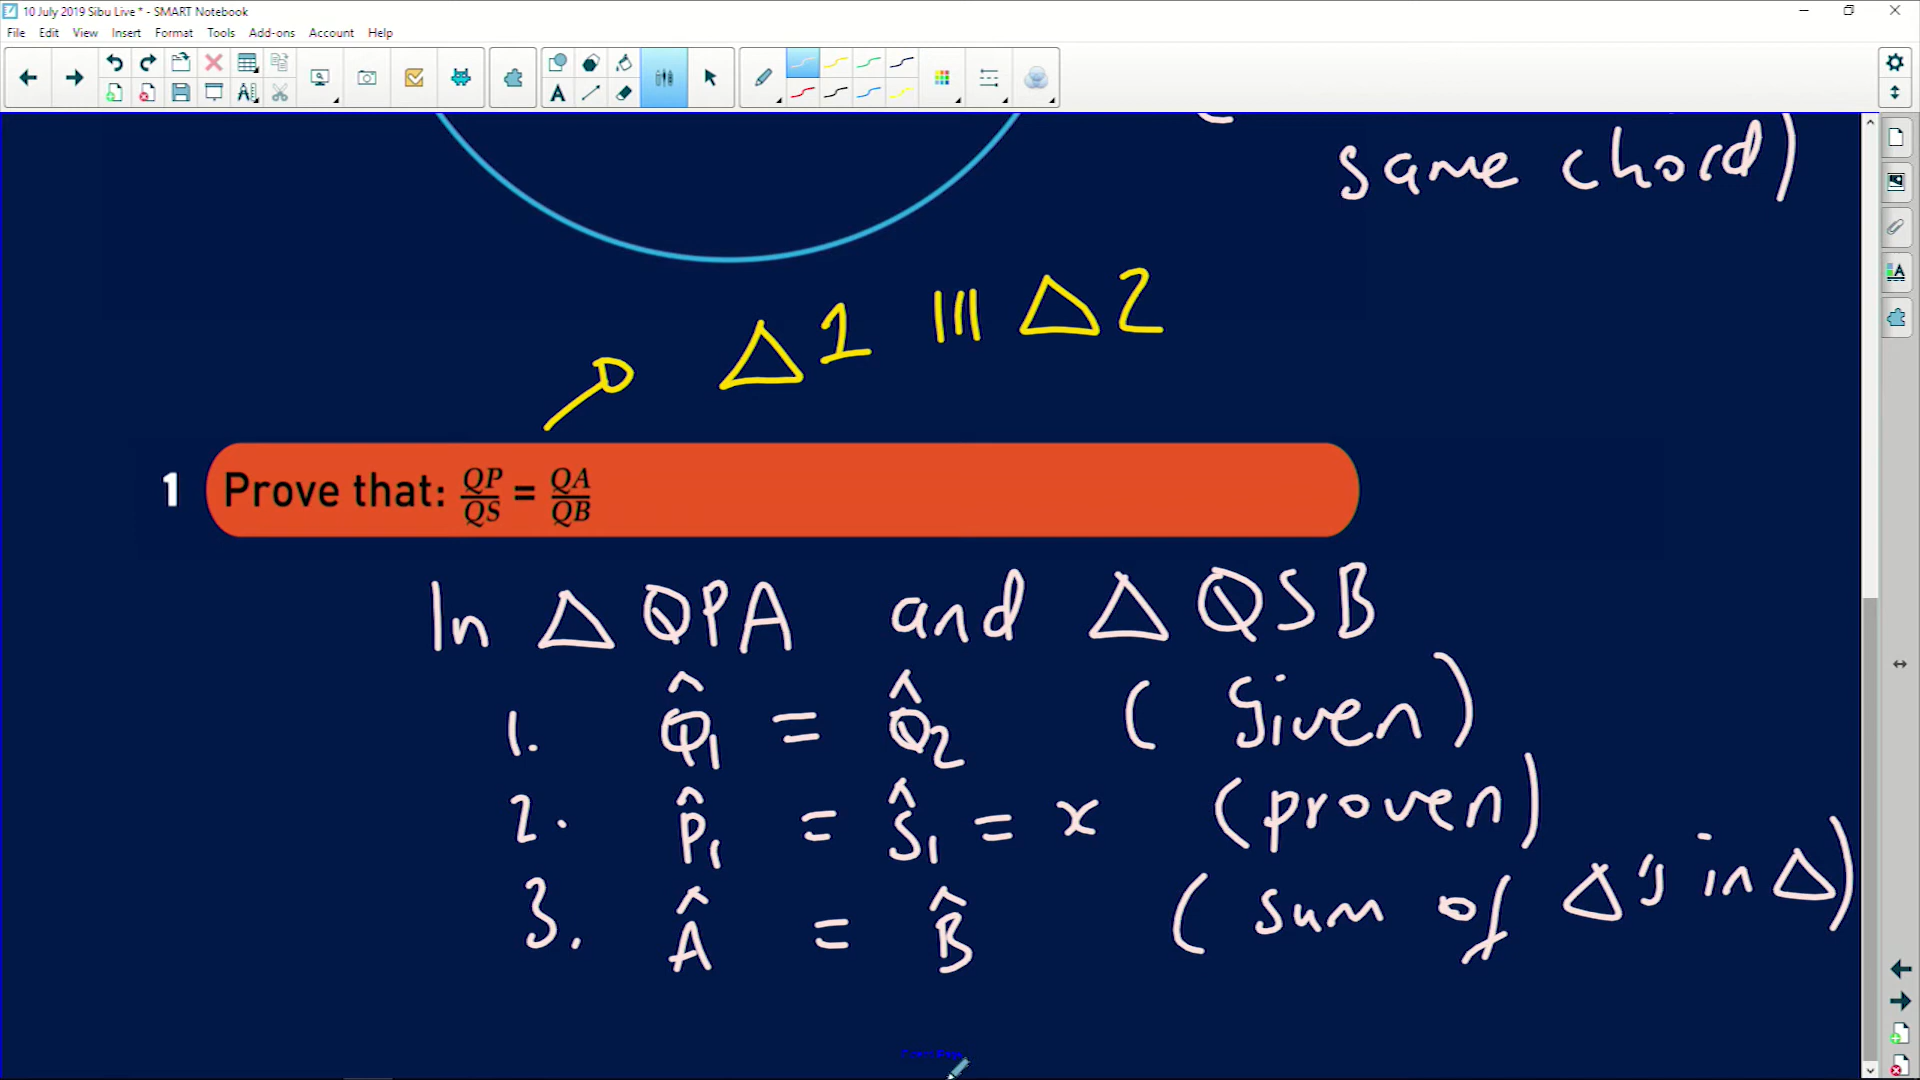 10 July 2019 Sibu Live * - SMART Notebook
File Edit View Insert Format Tools Add-ons Account Help
same chord)
Δ1 ||| Δ2
1 Prove that: QP/QS = QA/QB
In Δ QPA and Δ QSB
1. Q̂1 = Q̂2 (Given)
2. P̂1 = Ŝ1 = x (proven)
3. Â = B̂ (sum of Δ's in Δ)